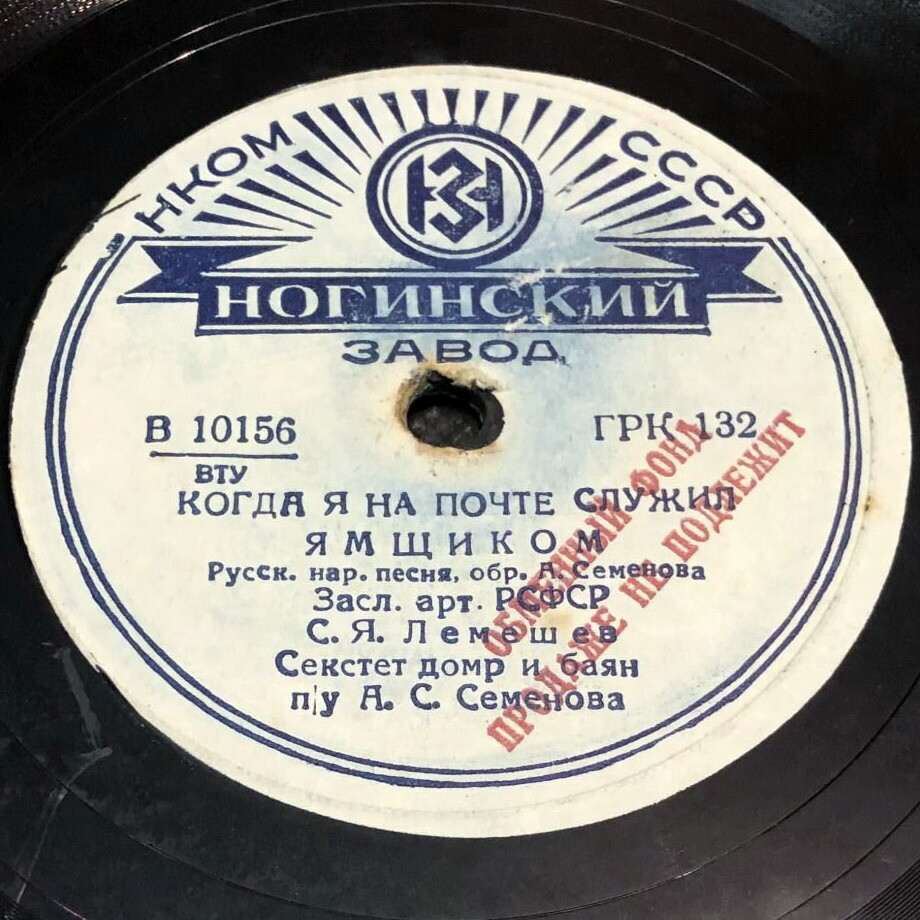 НКОМ СССР
НЗ
НОГИНСКИЙ
ЗАВОД
В 10156 ГРК 132
ВТУ
КОГДА Я НА ПОЧТЕ СЛУЖИЛ
ЯМЩИКОМ
Русск. нар. песня, обр. А. Семенова
Засл. арт. РСФСР
С. Я. Лемешев
Секстет домр и баян
п/у А. С. Семенова
ОБМЕННЫЙ ФОНД
ПРОДАЖЕ НЕ ПОДЛЕЖИТ